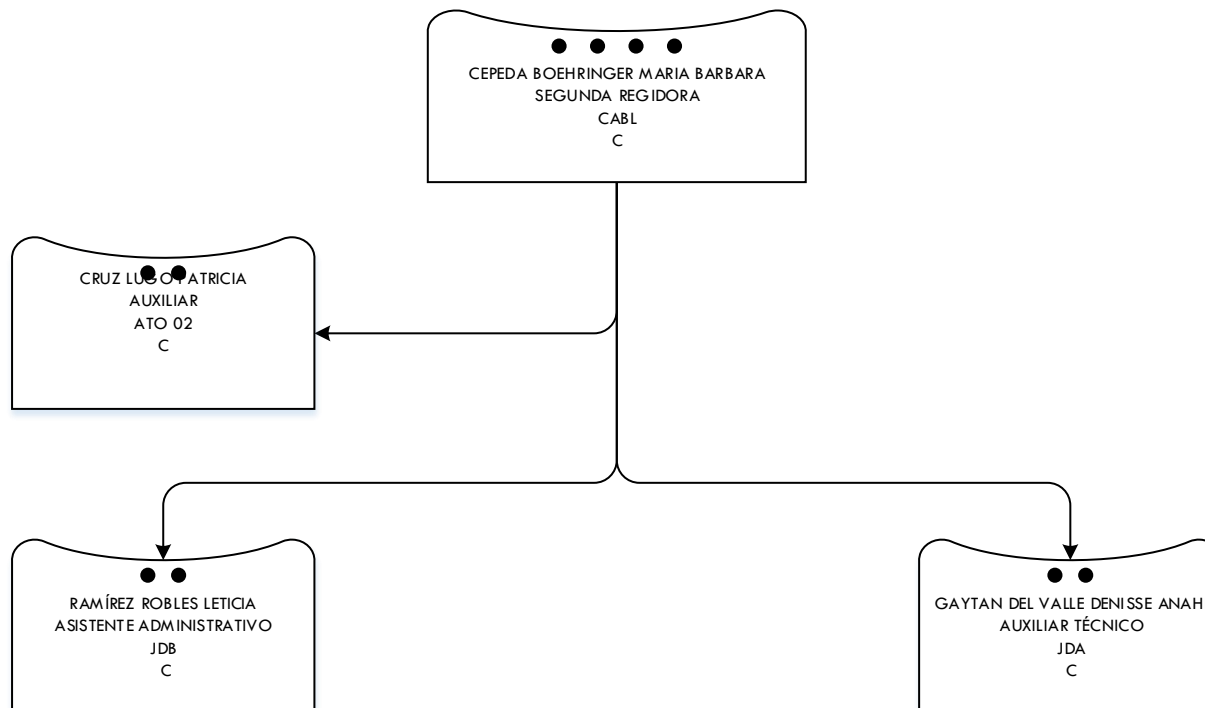 CEPEDA BOEHRINGER MARIA BARBARA
SEGUNDA REGIDORA
CABL
C
CRUZ LUGO PATRICIA
AUXILIAR
ATO 02
C
RAMÍREZ ROBLES LETICIA
ASISTENTE ADMINISTRATIVO
JDB
C
GAYTAN DEL VALLE DENISSE ANAH
AUXILIAR TÉCNICO
JDA
C